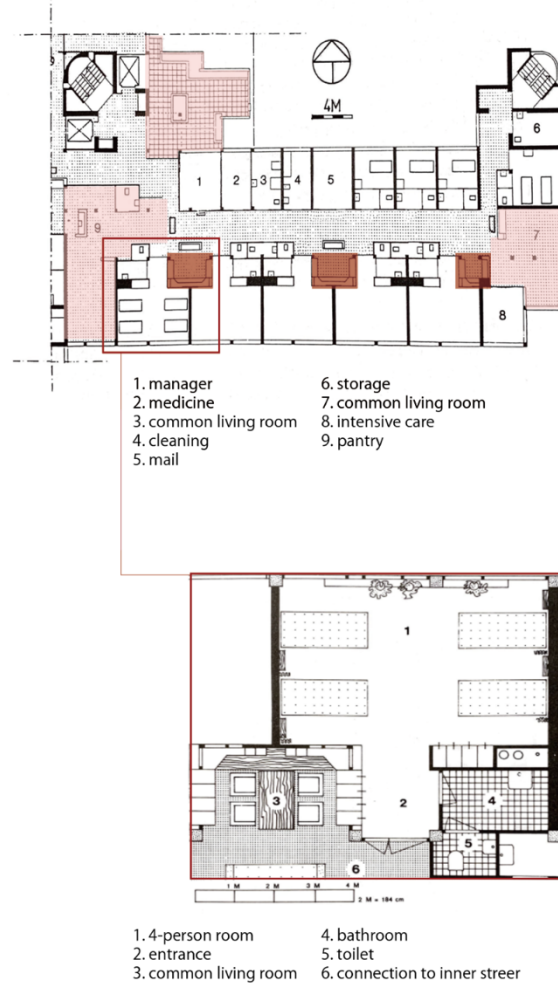 4M
1
2
3
4
5
6
7
8
9
1. manager
2. medicine
3. common living room
4. cleaning
5. mail
6. storage
7. common living room
8. intensive care
9. pantry
1
2
3
4
5
6
1 M 2 M 3 M 4 M
2 M = 184 cm
1. 4-person room
2. entrance
3. common living room
4. bathroom
5. toilet
6. connection to inner streer